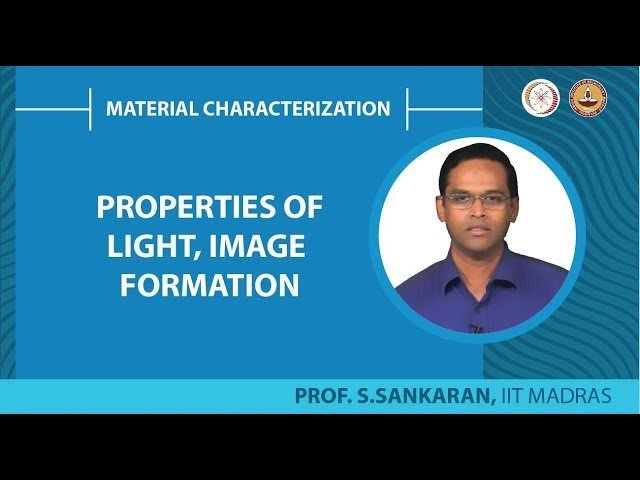 MATERIAL CHARACTERIZATION
PROPERTIES OF
LIGHT, IMAGE
FORMATION
PROF. S.SANKARAN, IIT MADRAS